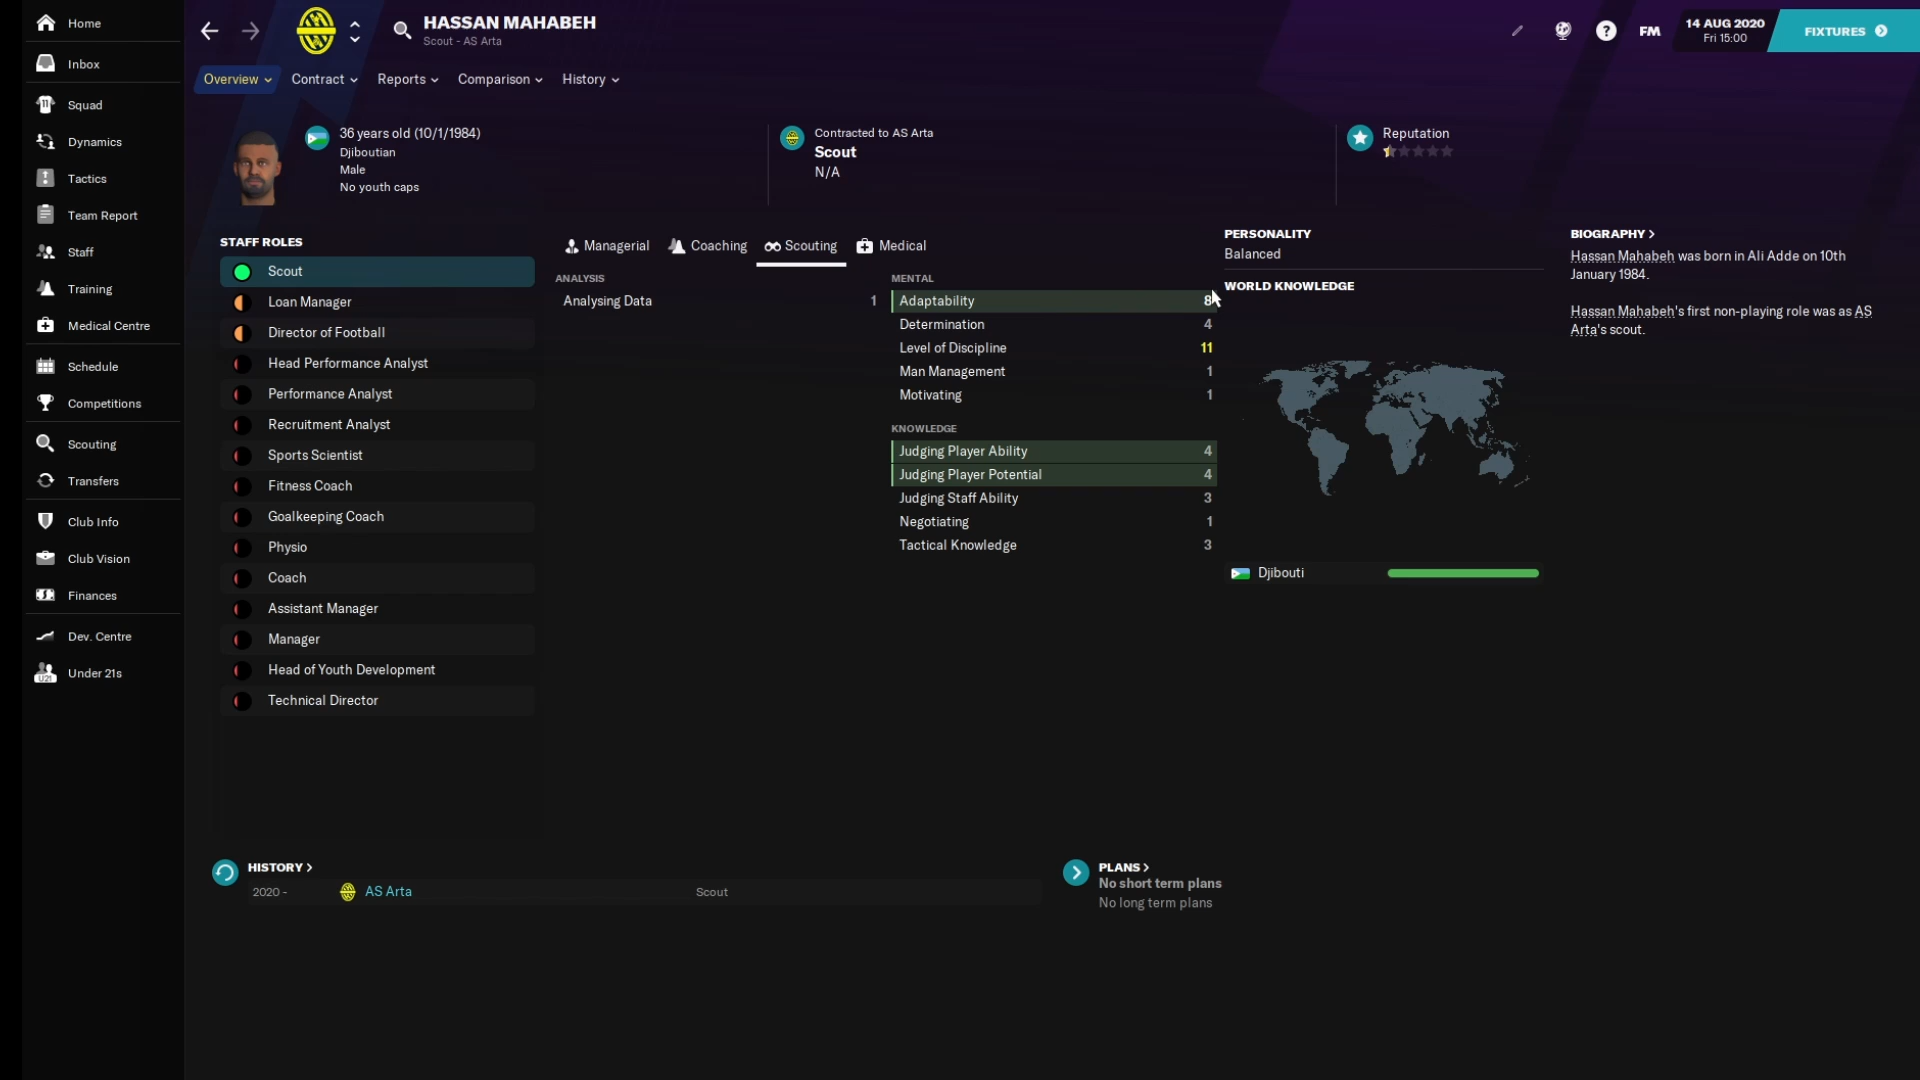 Home
Inbox
Squad
Dynamics
Tactics
Team Report
Staff
Training
Medical Centre
Schedule
Competitions
Scouting
Transfers
Club Info
Club Vision
Finances
Dev. Centre
U21
Under 21s
HASSAN MAHABEH
Scout - AS Arta
? FM
14 AUG 2020
Fri 15:00
FIXTURES
Overview Contract Reports Comparison History
36 years old (10/1/1984)
Djiboutian
Male
No youth caps
Contracted to AS Arta
Scout
N/A
Reputation
STAFF ROLES
Scout
Loan Manager
Director of Football
Head Performance Analyst
Performance Analyst
Recruitment Analyst
Sports Scientist
Fitness Coach
Goalkeeping Coach
Physio
Coach
Assistant Manager
Manager
Head of Youth Development
Technical Director
Managerial Coaching Scouting Medical
ANALYSIS
Analysing Data 1
MENTAL
Adaptability 8
Determination 4
Level of Discipline 11
Man Management 1
Motivating 1
KNOWLEDGE
Judging Player Ability 4
Judging Player Potential 4
Judging Staff Ability 3
Negotiating 1
Tactical Knowledge 3
PERSONALITY
Balanced
WORLD KNOWLEDGE
Djibouti
BIOGRAPHY >
Hassan Mahabeh was born in Ali Adde on 10th
January 1984.
Hassan Mahabeh's first non-playing role was as AS
Arta's scout.
HISTORY >
2020 - AS Arta Scout
PLANS >
No short term plans
No long term plans